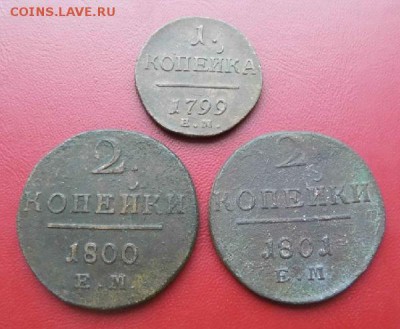 COINS.LAVE.RU
1.
КОПЕЙКА
1799
Е.М.
2.
КОПЕЙКИ
1800
Е.М.
2.
КОПЕЙКИ
1801
Е.М.